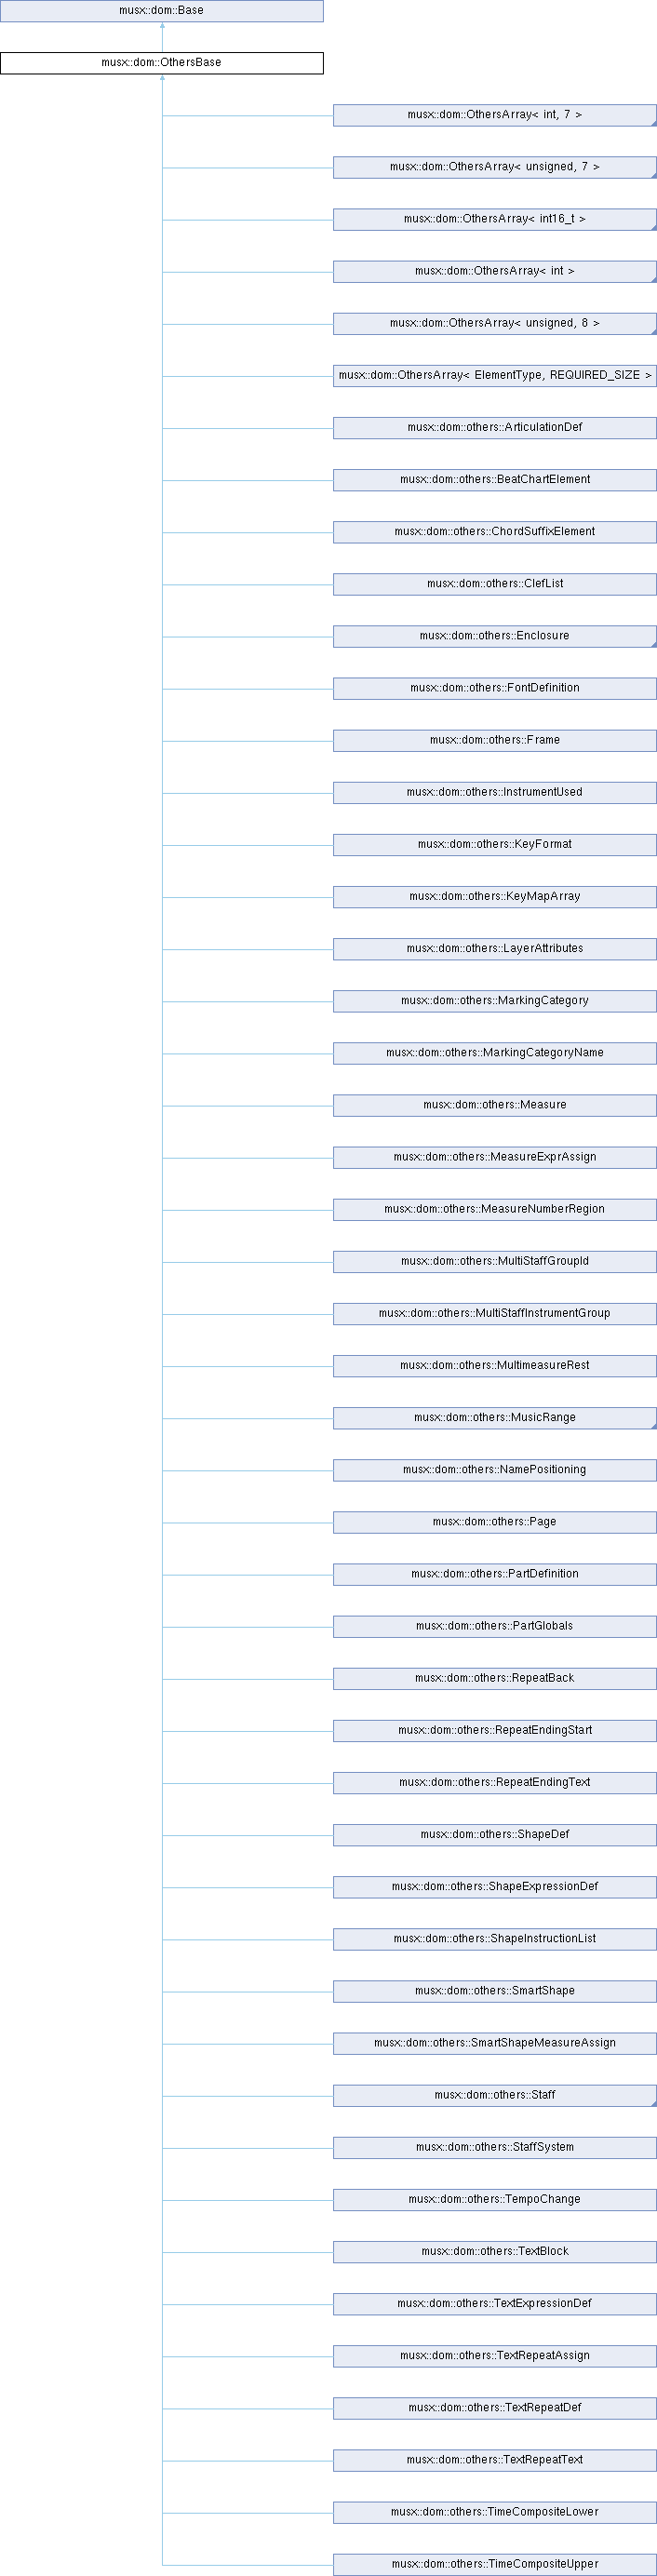 musx::dom::Base
musx::dom::OthersBase
musx::dom::OthersArray< int, 7 >
musx::dom::OthersArray< unsigned, 7 >
musx::dom::OthersArray< int16_t >
musx::dom::OthersArray< int >
musx::dom::OthersArray< unsigned, 8 >
musx::dom::OthersArray< ElementType, REQUIRED_SIZE >
musx::dom::others::ArticulationDef
musx::dom::others::BeatChartElement
musx::dom::others::ChordSuffixElement
musx::dom::others::ClefList
musx::dom::others::Enclosure
musx::dom::others::FontDefinition
musx::dom::others::Frame
musx::dom::others::InstrumentUsed
musx::dom::others::KeyFormat
musx::dom::others::KeyMapArray
musx::dom::others::LayerAttributes
musx::dom::others::MarkingCategory
musx::dom::others::MarkingCategoryName
musx::dom::others::Measure
musx::dom::others::MeasureExprAssign
musx::dom::others::MeasureNumberRegion
musx::dom::others::MultiStaffGroupId
musx::dom::others::MultiStaffInstrumentGroup
musx::dom::others::MultimeasureRest
musx::dom::others::MusicRange
musx::dom::others::NamePositioning
musx::dom::others::Page
musx::dom::others::PartDefinition
musx::dom::others::PartGlobals
musx::dom::others::RepeatBack
musx::dom::others::RepeatEndingStart
musx::dom::others::RepeatEndingText
musx::dom::others::ShapeDef
musx::dom::others::ShapeExpressionDef
musx::dom::others::ShapeInstructionList
musx::dom::others::SmartShape
musx::dom::others::SmartShapeMeasureAssign
musx::dom::others::Staff
musx::dom::others::StaffSystem
musx::dom::others::TempoChange
musx::dom::others::TextBlock
musx::dom::others::TextExpressionDef
musx::dom::others::TextRepeatAssign
musx::dom::others::TextRepeatDef
musx::dom::others::TextRepeatText
musx::dom::others::TimeCompositeLower
musx::dom::others::TimeCompositeUpper